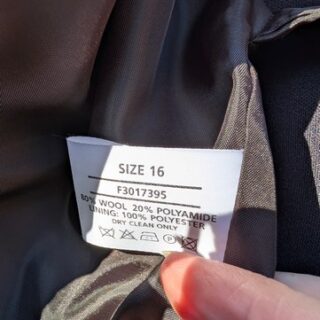 SIZE 16
F3017395
80% WOOL 20% POLYAMIDE
LINING: 100% POLYESTER
DRY CLEAN ONLY